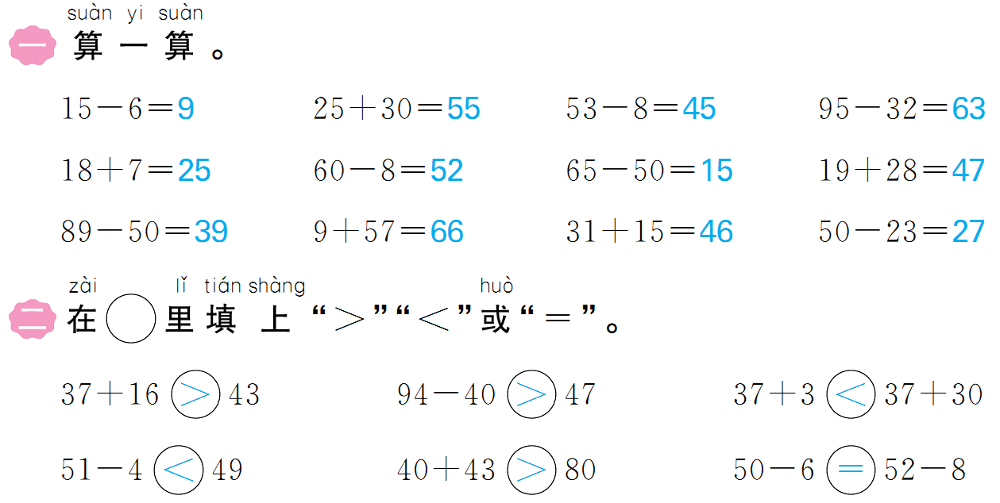 suàn yi suàn
一 算一算。
15－6＝9 25＋30＝55 53－8＝45 95－32＝63
18＋7＝25 60－8＝52 65－50＝15 19＋28＝47
89－50＝39 9＋57＝66 31＋15＝46 50－23＝27
zài lǐ tián shàng huò
二 在○里填上“＞”“＜”或“＝”。
37＋16＞43 94－40＞47 37＋3＜37＋30
51－4＜49 40＋43＞80 50－6＝52－8